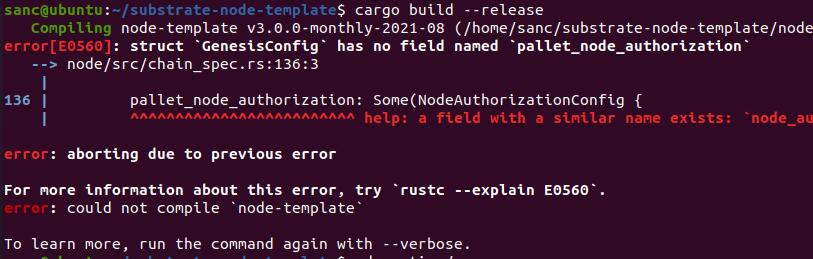 sanc@ubuntu:~/substrate-node-template$ cargo build --release
   Compiling node-template v3.0.0-monthly-2021-08 (/home/sanc/substrate-node-template/node
error[E0560]: struct `GenesisConfig` has no field named `pallet_node_authorization`
   --> node/src/chain_spec.rs:136:3
    |
136 |         pallet_node_authorization: Some(NodeAuthorizationConfig {
    |         ^^^^^^^^^^^^^^^^^^^^^^^^^ help: a field with a similar name exists: `node_au
error: aborting due to previous error
For more information about this error, try `rustc --explain E0560`.
error: could not compile `node-template`
To learn more, run the command again with --verbose.